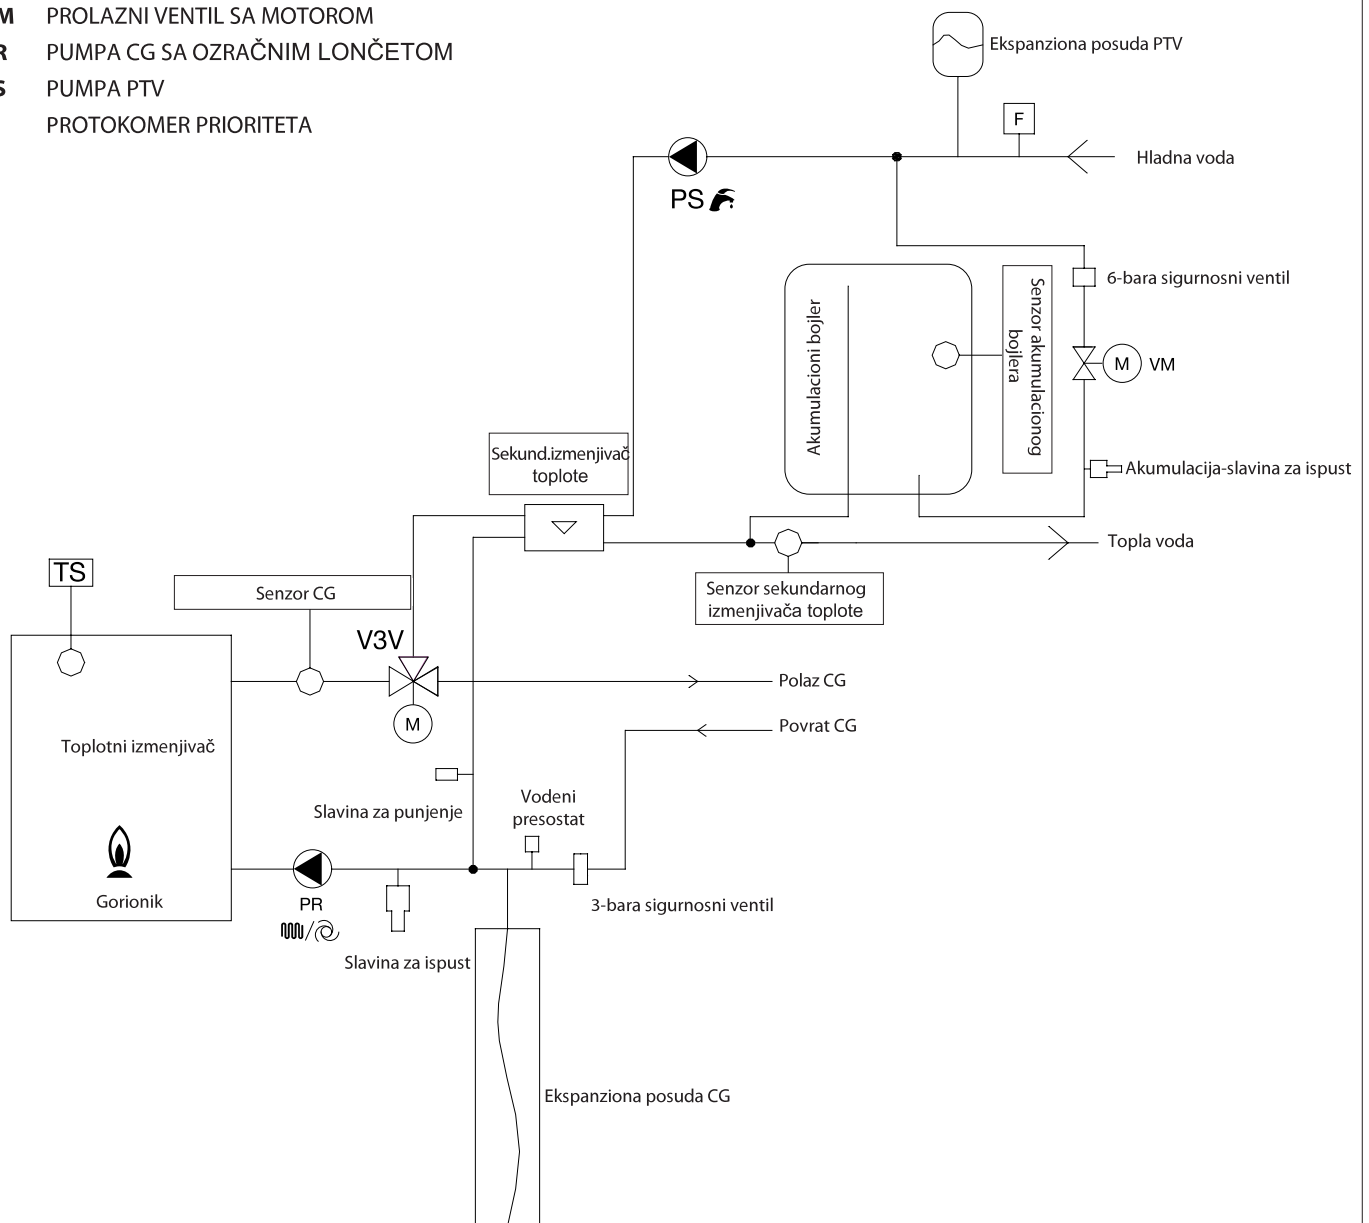 M PROLAZNI VENTIL SA MOTOROM
R PUMPA CG SA OZRAČNIM LONČETOM
S PUMPA PTV
PROTOKOMER PRIORITETA
Ekspanziona posuda PTV
F
Hladna voda
PS
6-bara sigurnosni ventil
Akumulacioni bojler
Senzor akumulacionog
bojlera
M VM
Akumulacija-slavina za ispust
Sekund.izmenjivač
toplote
Topla voda
Senzor sekundarnog
izmenjivača toplote
TS
Senzor CG
V3V
Polaz CG
M
Povrat CG
Toplotni izmenjivač
Slavina za punjenje
Vodeni
presostat
Gorionik
PR
3-bara sigurnosni ventil
Slavina za ispust
Ekspanziona posuda CG